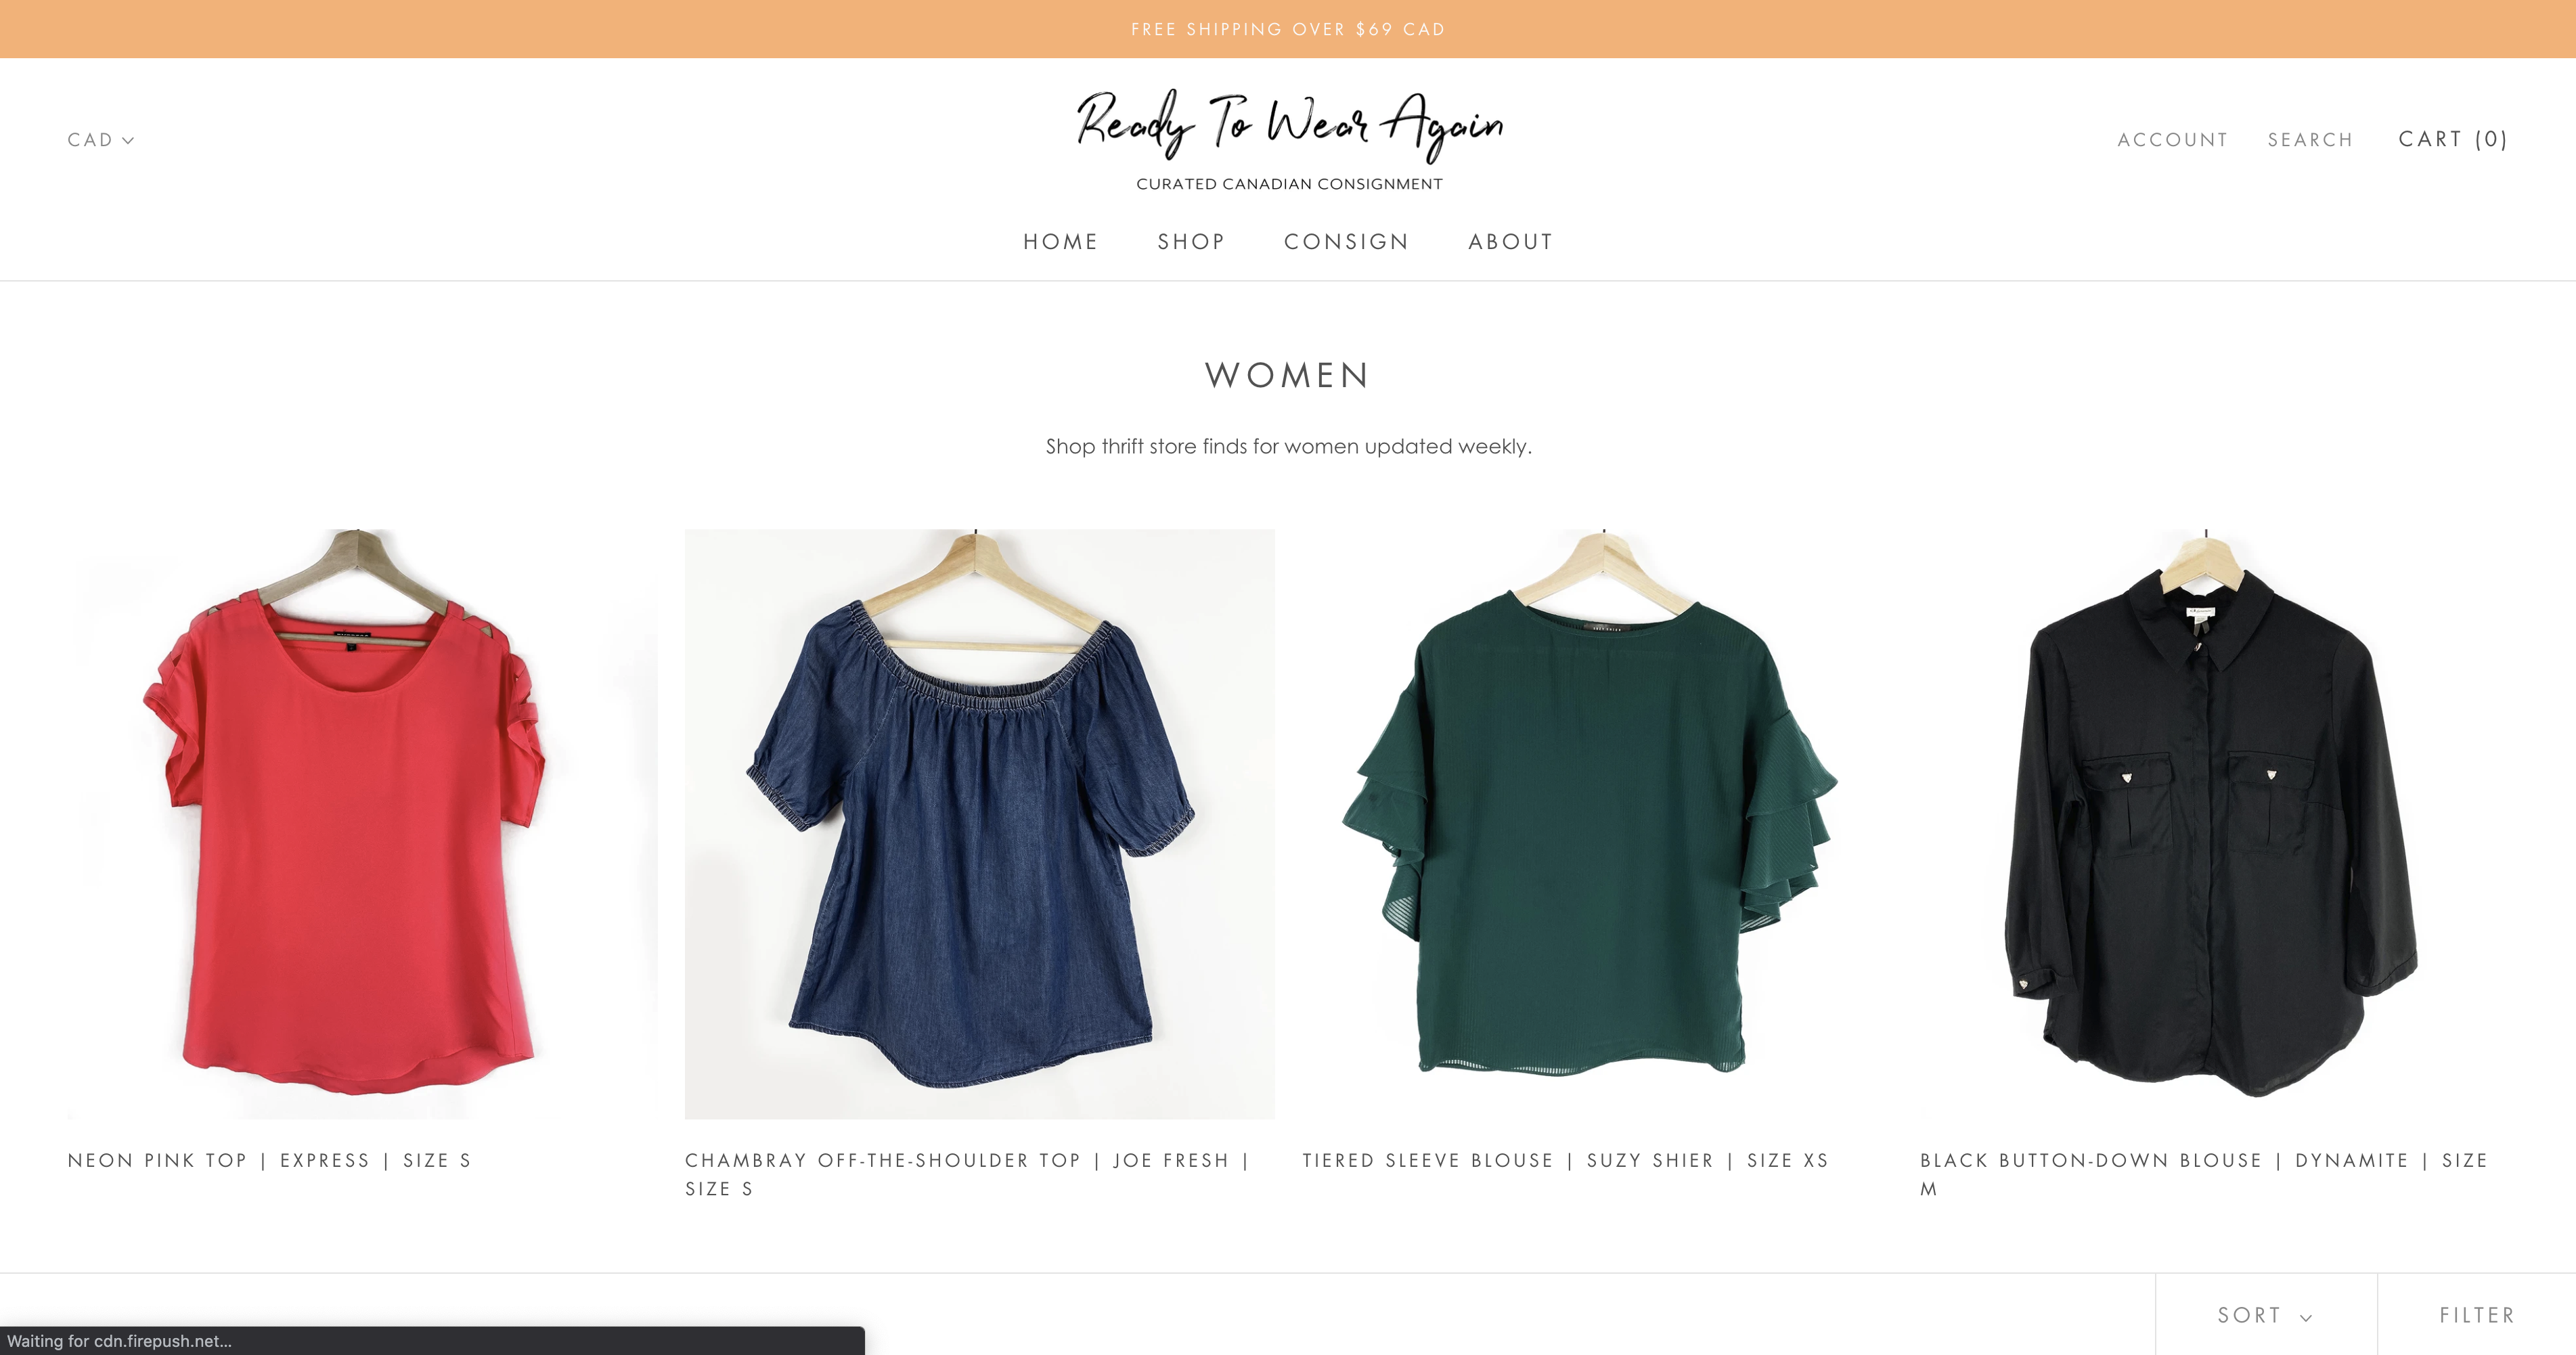 FREE SHIPPING OVER $69 CAD
CAD
Ready To Wear Again
CURATED CANADIAN CONSIGNMENT
ACCOUNT
SEARCH
CART (0)
HOME
SHOP
CONSIGN
ABOUT
WOMEN
Shop thrift store finds for women updated weekly.
NEON PINK TOP | EXPRESS | SIZE S
CHAMBRAY OFF-THE-SHOULDER TOP | JOE FRESH |
SIZE S
TIERED SLEEVE BLOUSE | SUZY SHIER | SIZE XS
BLACK BUTTON-DOWN BLOUSE | DYNAMITE | SIZE
M
SORT
FILTER
Waiting for cdn.firepush.net...